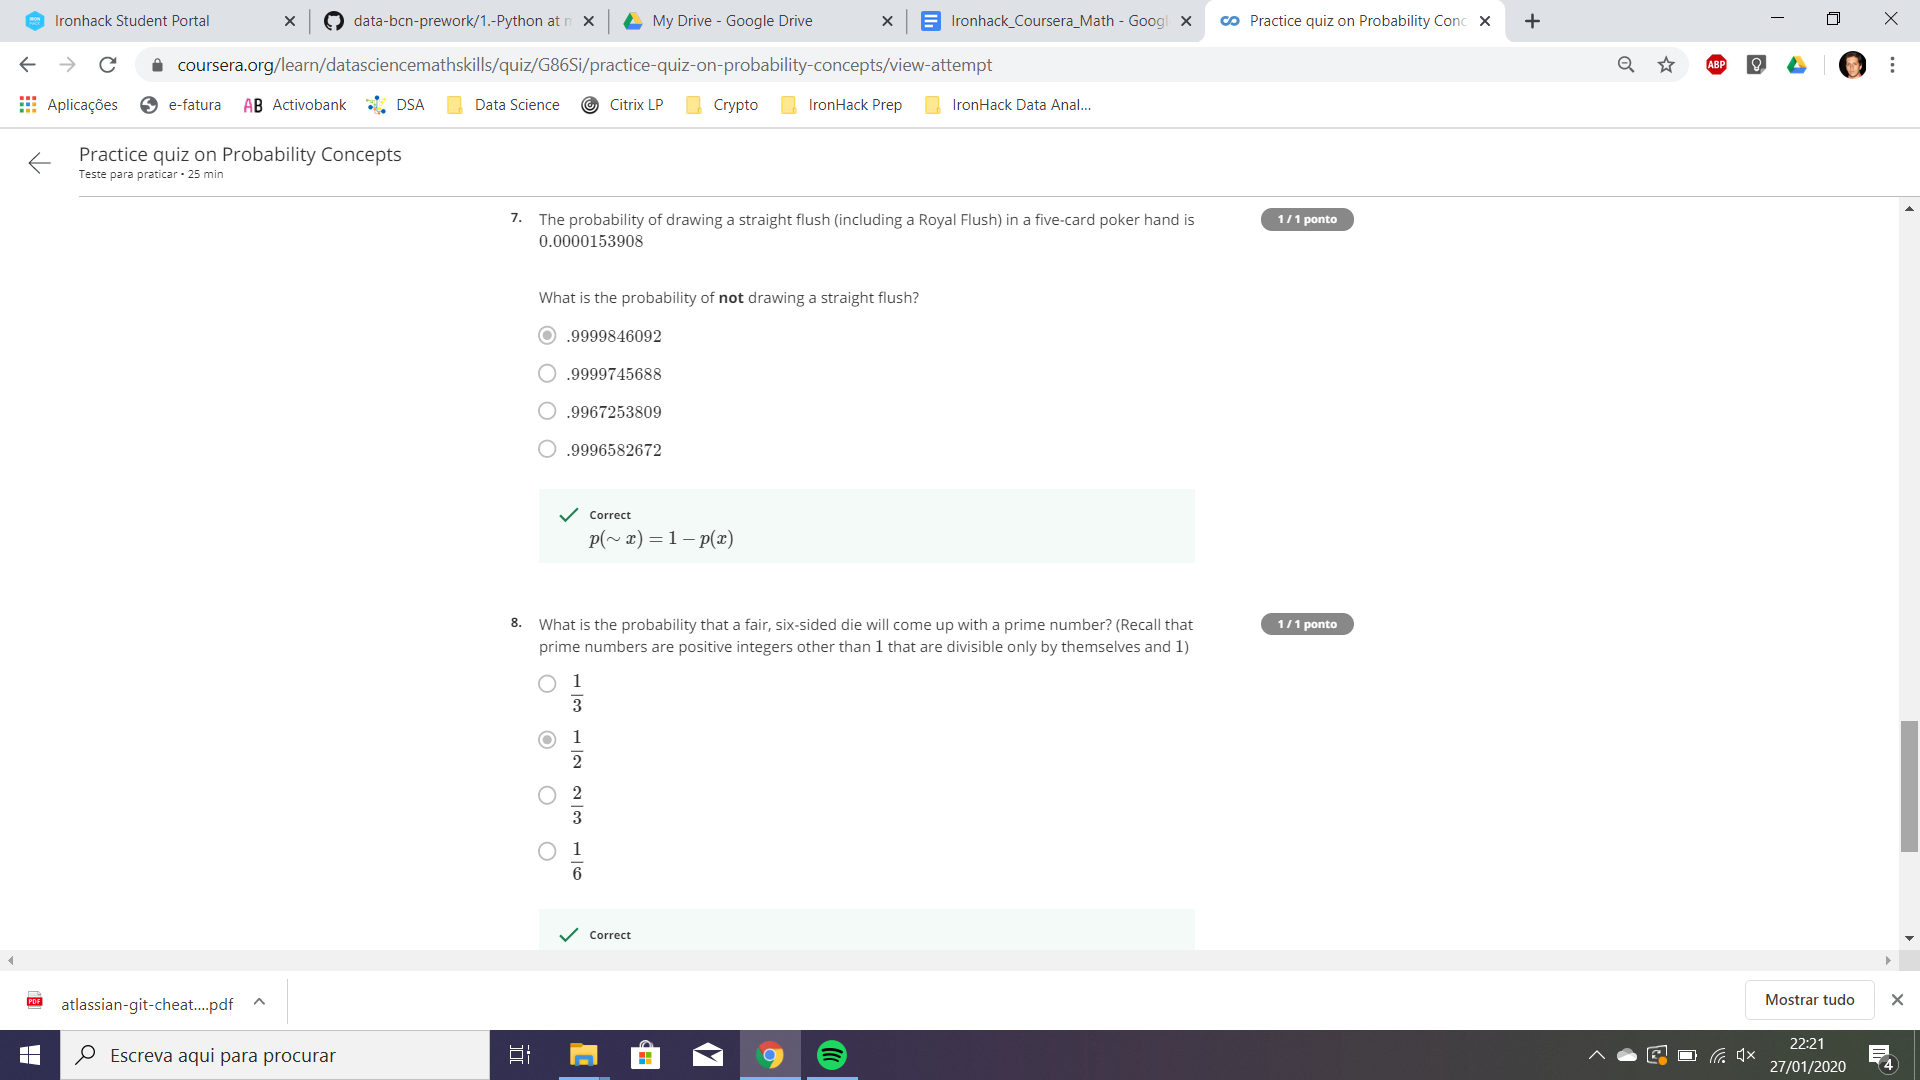 Ironhack Student Portal
data-bcn-prework/1.-Python at
My Drive - Google Drive
Ironhack_Coursera_Math - Googl
Practice quiz on Probability Conc
coursera.org/learn/datasciencemathskills/quiz/G86Si/practice-quiz-on-probability-concepts/view-attempt
ABP
Aplicações
e-fatura
AB Activobank
DSA
Data Science
Citrix LP
Crypto
IronHack Prep
IronHack Data Anal...
Practice quiz on Probability Concepts
Teste para praticar • 25 min
7. The probability of drawing a straight flush (including a Royal Flush) in a five-card poker hand is
0.0000153908
1 / 1 ponto
What is the probability of not drawing a straight flush?
.9999846092
.9999745688
.9967253809
.9996582672
Correct
p(∼ x) = 1 − p(x)
8. What is the probability that a fair, six-sided die will come up with a prime number? (Recall that
prime numbers are positive integers other than 1 that are divisible only by themselves and 1)
1 / 1 ponto
1/3
1/2
2/3
1/6
Correct
PDF
atlassian-git-cheat....pdf
Mostrar tudo
Escreva aqui para procurar
22:21
27/01/2020
4